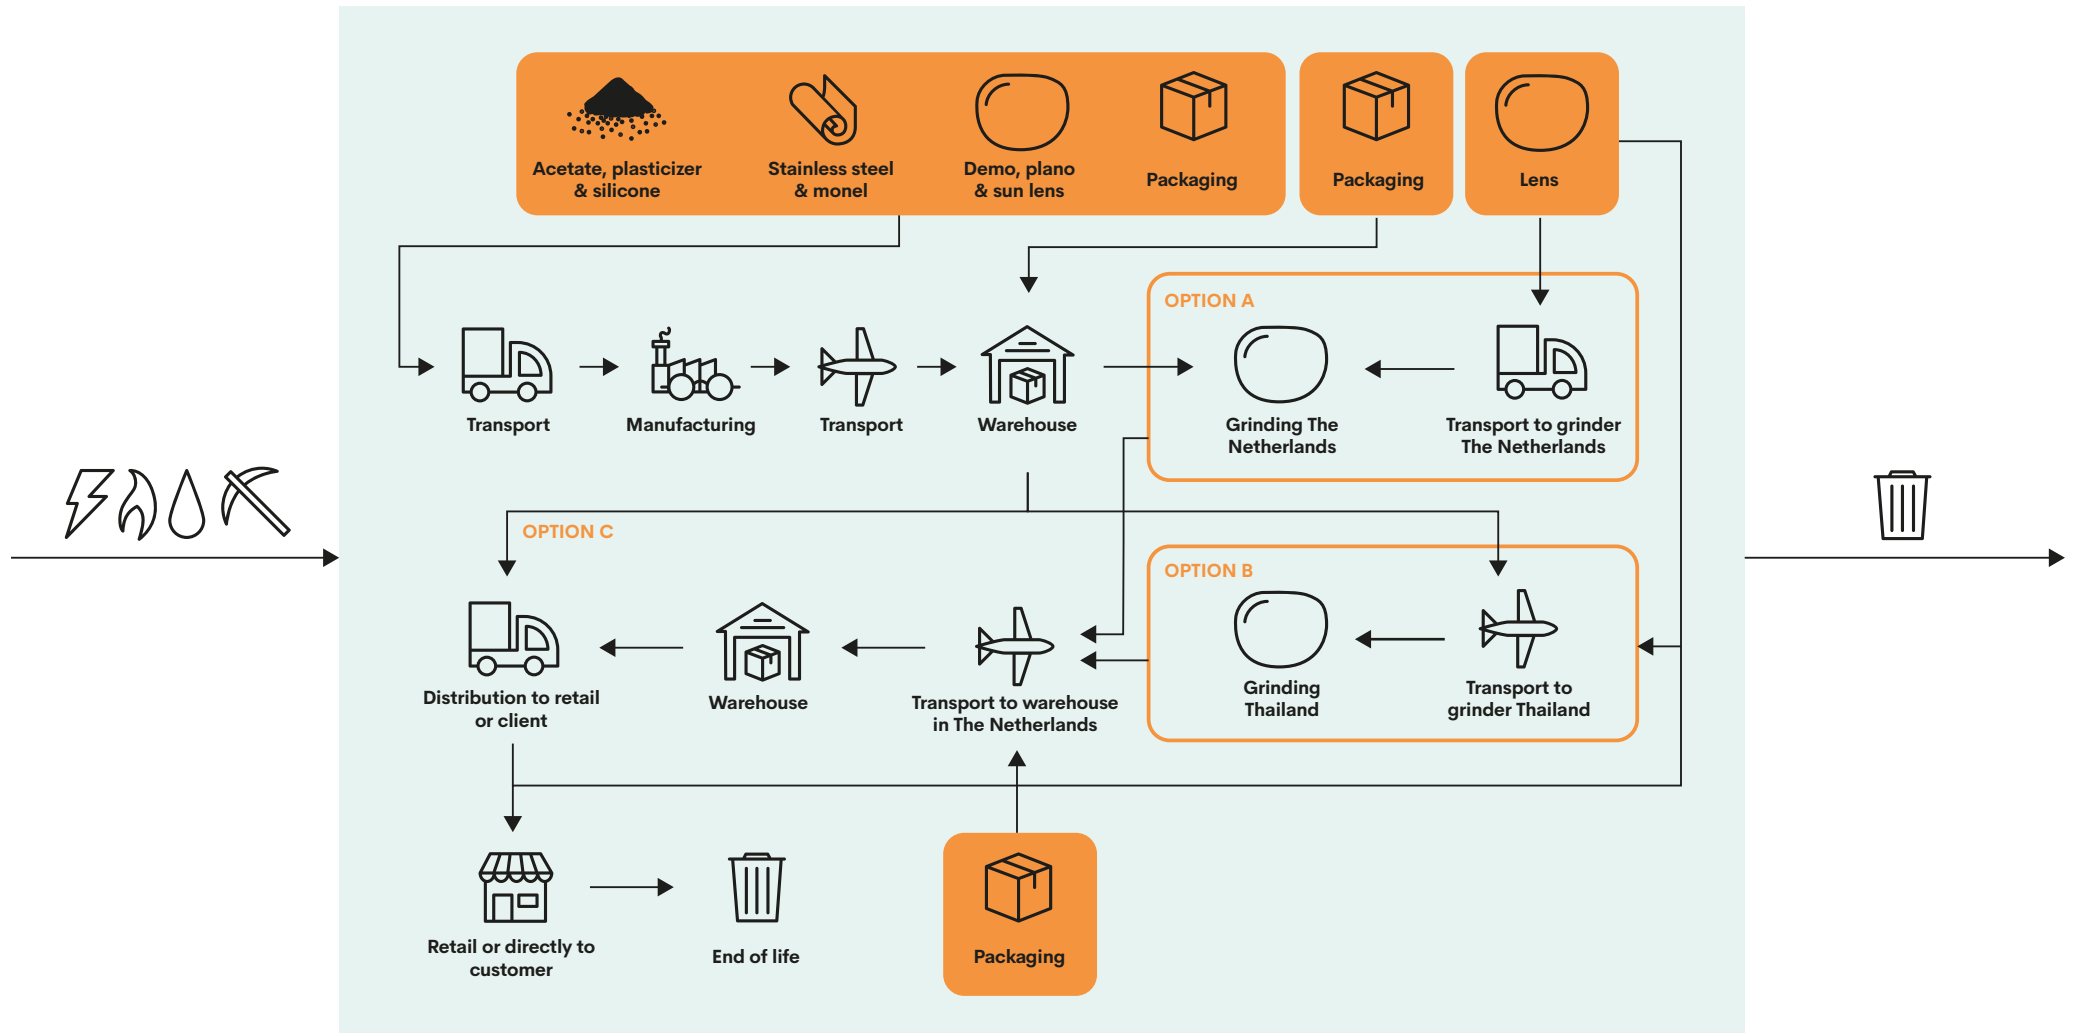 Acetate, plasticizer
& silicone
Stainless steel
& monel
Demo, plano
& sun lens
Packaging
Packaging
Lens
OPTION A
Transport
Manufacturing
Transport
Warehouse
Grinding The
Netherlands
Transport to grinder
The Netherlands
OPTION C
OPTION B
Distribution to retail
or client
Warehouse
Transport to warehouse
in The Netherlands
Grinding
Thailand
Transport to
grinder Thailand
Retail or directly to
customer
End of life
Packaging